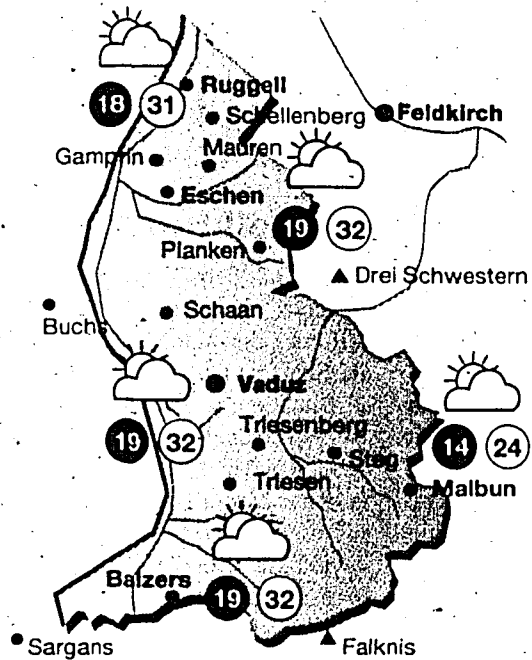 Ruggell
18 31
Schellenberg
Feldkirch
Gamprin
Mauren
Eschen
19 32
Planken
Drei Schwestern
Buchs
Schaan
Vaduz
19 32
Triesenberg
Steg
14 24
Triesen
Malbun
Balzers
19 32
Sargans
Falknis